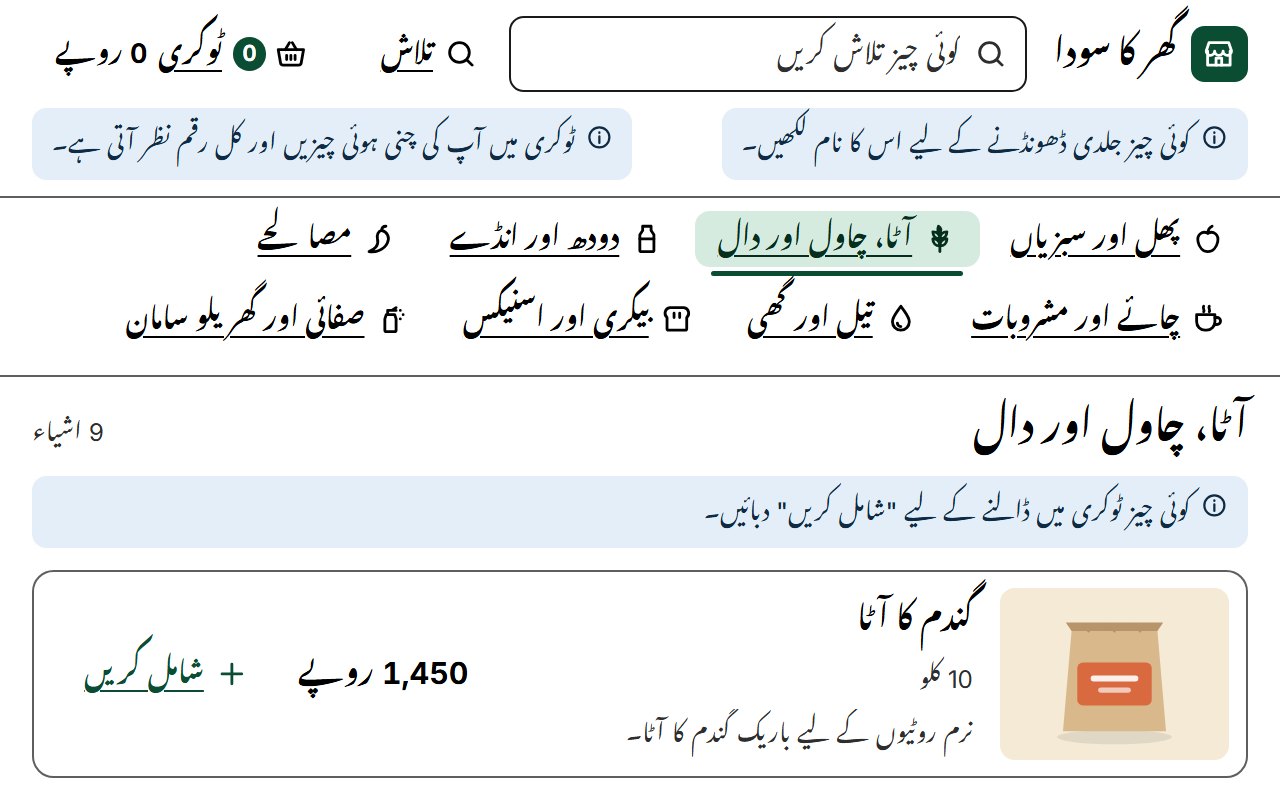 گھر کا سودا
کوئی چیز تلاش کریں
تلاش
0 ٹوکری 0 روپے
کوئی چیز جلدی ڈھونڈنے کے لیے اس کا نام لکھیں۔
ٹوکری میں آپ کی چنی ہوئی چیزیں اور کل رقم نظر آتی ہے۔
پھل اور سبزیاں
آٹا، چاول اور دال
دودھ اور انڈے
مصالحے
چائے اور مشروبات
تیل اور گھی
بیکری اور اسنیکس
صفائی اور گھریلو سامان
آٹا، چاول اور دال
9 اشیاء
کوئی چیز ٹوکری میں ڈالنے کے لیے "شامل کریں" دبائیں۔
گندم کا آٹا
10 کلو
نرم روٹیوں کے لیے باریک گندم کا آٹا۔
1,450 روپے
شامل کریں